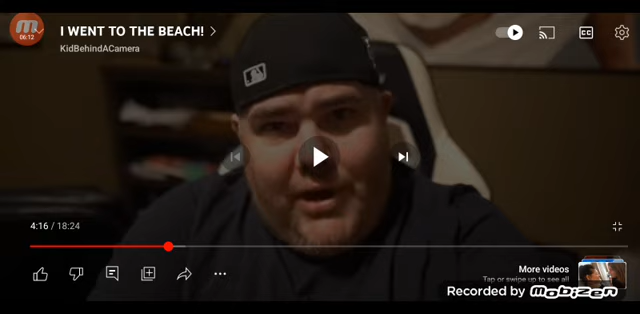 06:12
I WENT TO THE BEACH!
KidBehindACamera
CC
4:16 / 18:24
More videos
Tap or swipe up to see all
Recorded by Mobizen